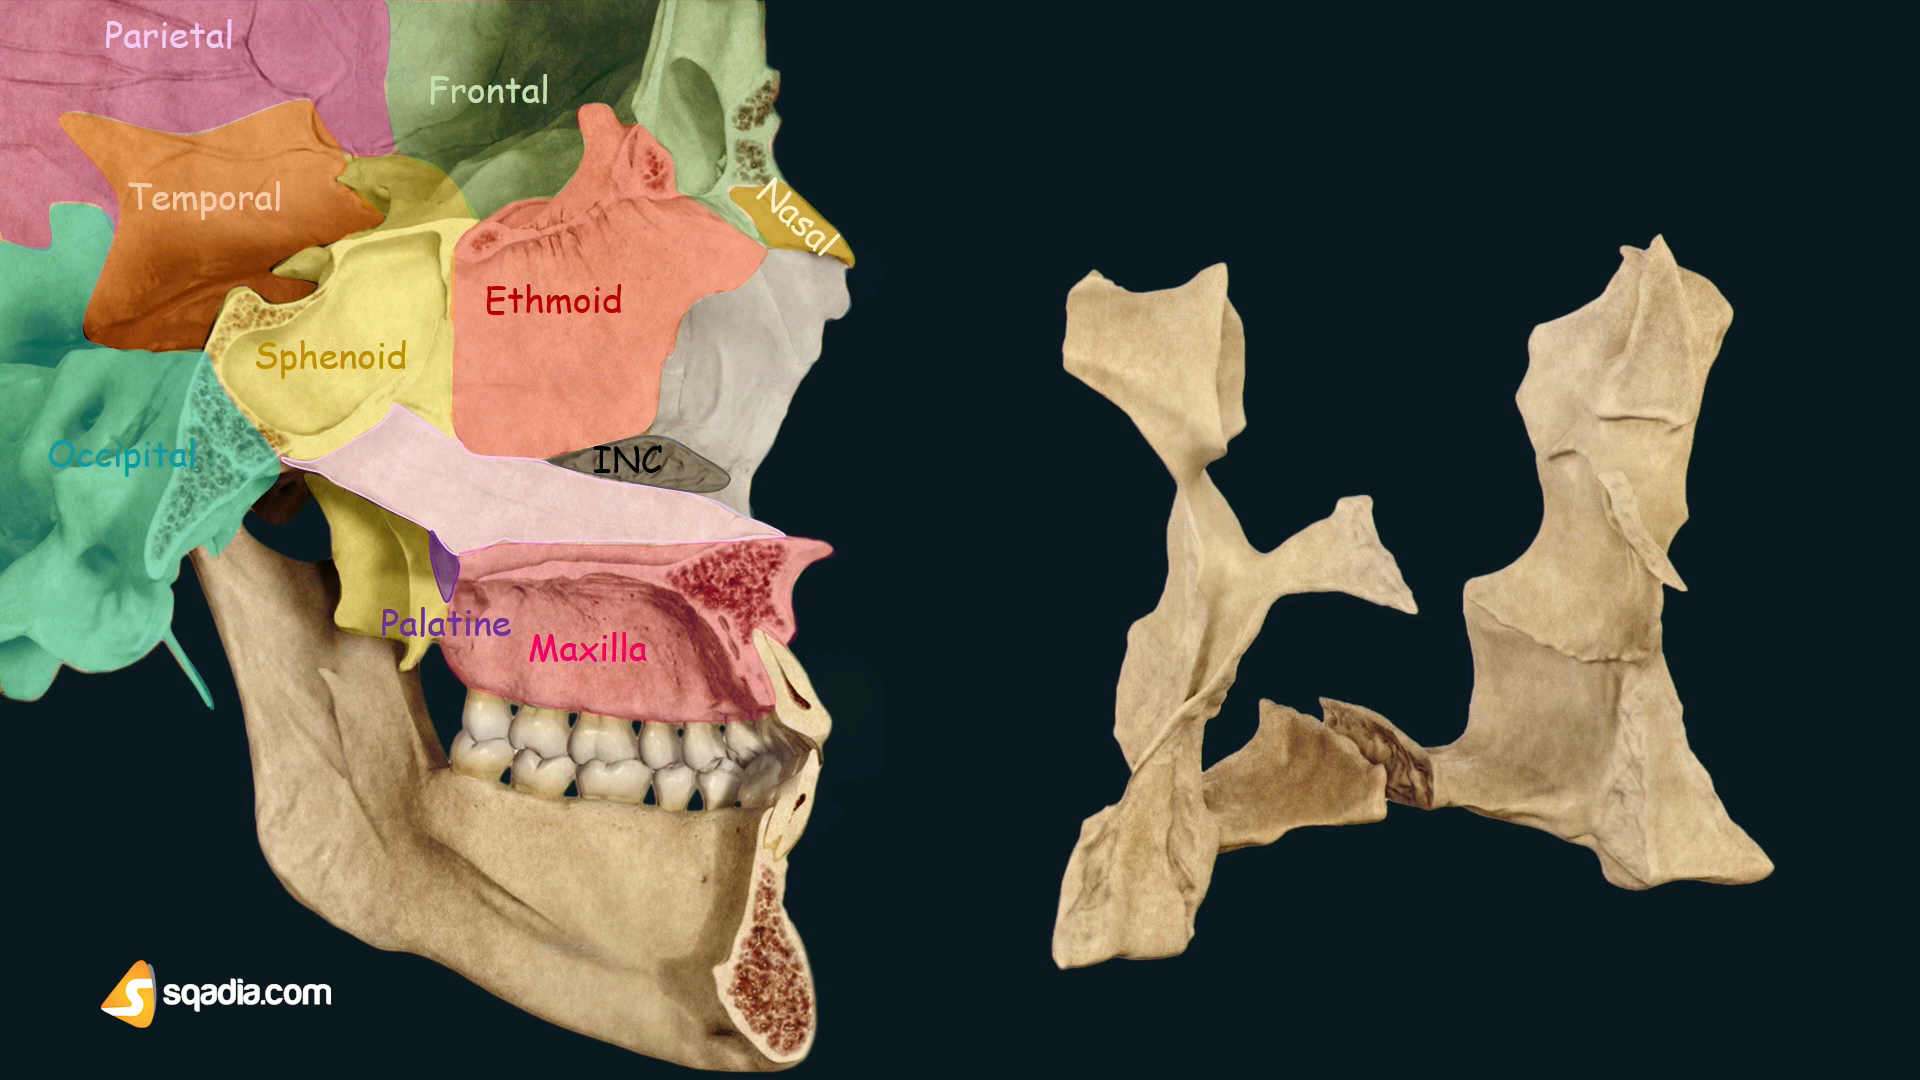 Parietal
Frontal
Temporal
Nasal
Ethmoid
Sphenoid
Occipital
INC
Palatine
Maxilla
sqadia.com